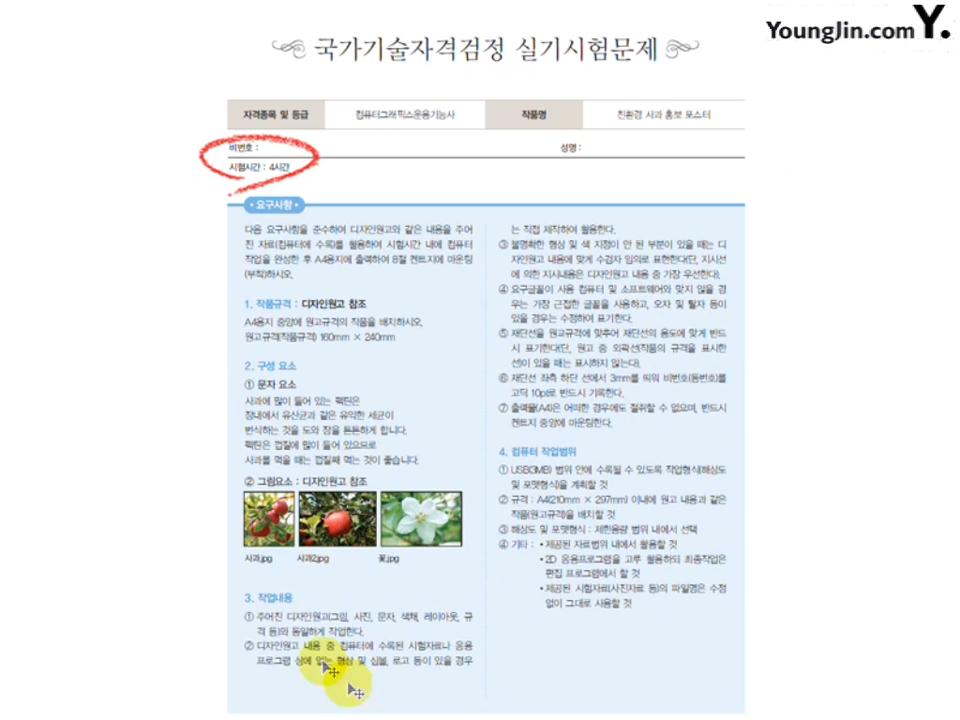 YoungJin.com Y.
국가기술자격검정 실기시험문제
자격종목 및 등급 컴퓨터그래픽스운용기능사 작품명 친환경 사과 홍보 포스터
비번호 : 성명 :
시험시간 : 4시간
• 요구사항 •
다음 요구사항을 준수하여 디자인원고와 같은 내용을 주어
진 자료(컴퓨터에 수록)를 활용하여 시험시간 내에 컴퓨터
작업을 완성한 후 A4용지에 출력하여 8절 켄트지에 마운팅
(부착)하시오.
1. 작품규격 : 디자인원고 참조
A4용지 중앙에 원고규격의 작품을 배치하시오.
원고규격(작품규격) 160mm × 240mm
2. 구성 요소
① 문자 요소
사과에 많이 들어 있는 펙틴은
장내에서 유산균과 같은 유익한 세균이
번식하는 것을 도와 장을 튼튼하게 합니다.
펙틴은 껍질에 많이 들어 있으므로
사과를 먹을 때는 껍질째 먹는 것이 좋습니다.
② 그림요소 : 디자인원고 참조
사과.jpg 사과2.jpg 꽃.jpg
3. 작업내용
① 주어진 디자인원고(그림, 사진, 문자, 색채, 레이아웃, 규
격 등)와 동일하게 작업한다.
② 디자인원고 내용 중 컴퓨터에 수록된 시험자료나 응용
프로그램 상에 없는 형상 및 심볼, 로고 등이 있을 경우
는 직접 제작하여 활용한다.
③ 불명확한 형상 및 색 지정이 안 된 부분이 있을 때는 디
자인원고 내용에 맞게 수검자 임의로 표현한다(단, 지시선
에 의한 지시내용은 디자인원고 내용 중 가장 우선한다).
④ 요구글꼴이 사용 컴퓨터 및 소프트웨어와 맞지 않을 경
우는 가장 근접한 글꼴을 사용하고, 오자 및 탈자 등이
있을 경우는 수정하여 표기한다.
⑤ 재단선을 원고규격에 맞추어 재단선의 용도에 맞게 반드
시 표기한다(단, 원고 중 외곽선(작품의 규격을 표시한
선)이 있을 때는 표시하지 않는다).
⑥ 재단선 좌측 하단 선에서 3mm를 띄워 비번호(등번호)를
고딕 10pt로 반드시 기록한다.
⑦ 출력물(A4)은 어떠한 경우에도 절취할 수 없으며, 반드시
켄트지 중앙에 마운팅한다.
4. 컴퓨터 작업범위
① USB(3MB) 범위 안에 수록될 수 있도록 작업형식(해상도
및 포맷형식)을 계획할 것
② 규격 : A4(210mm × 297mm) 이내에 원고 내용과 같은
작품(원고규격)을 배치할 것
③ 해상도 및 포맷형식 : 제한용량 범위 내에서 선택
④ 기타 : • 제공된 자료범위 내에서 활용할 것
• 2D 응용프로그램을 고루 활용하되 최종작업은
편집 프로그램에서 할 것
• 제공된 시험자료(사진자료 등)의 파일명은 수정
없이 그대로 사용할 것